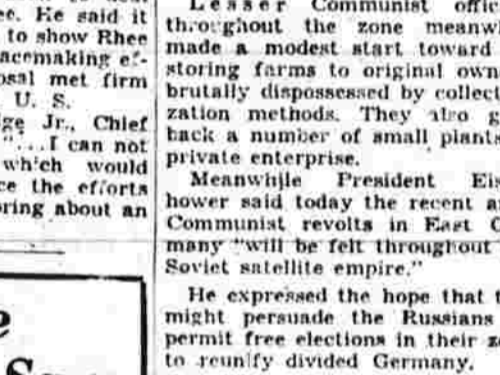 ee. He said it
to show Rhee
acemaking ef-
osal met firm
U. S.
ge Jr., Chief
"...I can not
which would
ce the efforts
oring about an
Lesser Communist offic
throughout the zone meanw
made a modest start toward
storing farms to original own
brutally dispossessed by collect
zation methods. They also g
back a number of small plants
private enterprise.
Meanwhjle President Eis
hower said today the recent a
Communist revolts in East G
many "will be felt throughout
Soviet satellite empire."
He expressed the hope that t
might persuade the Russians
permit free elections in their z
to reunify divided Germany.